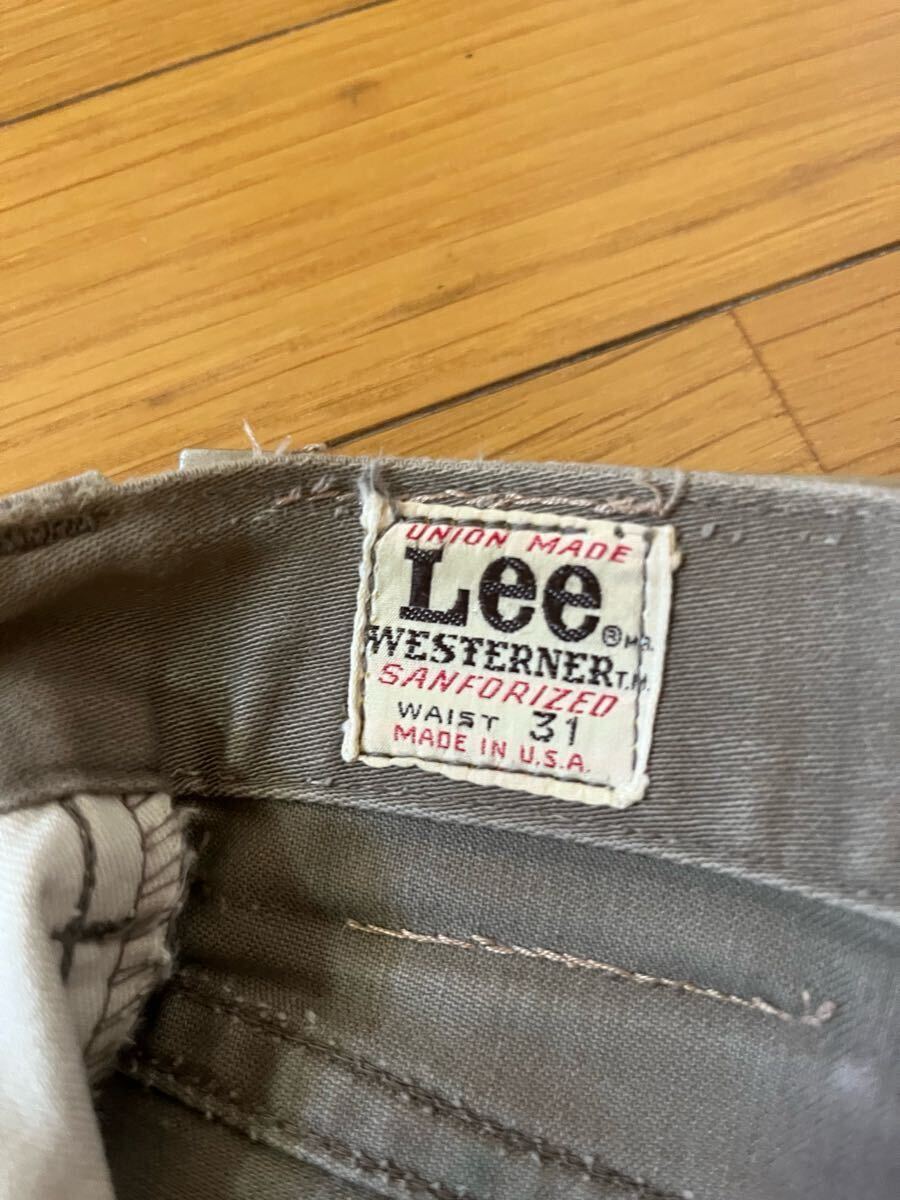 UNION MADE
Lee® M.R.
WESTERNER T.M.
SANFORIZED
WAIST 31
MADE IN U.S.A.